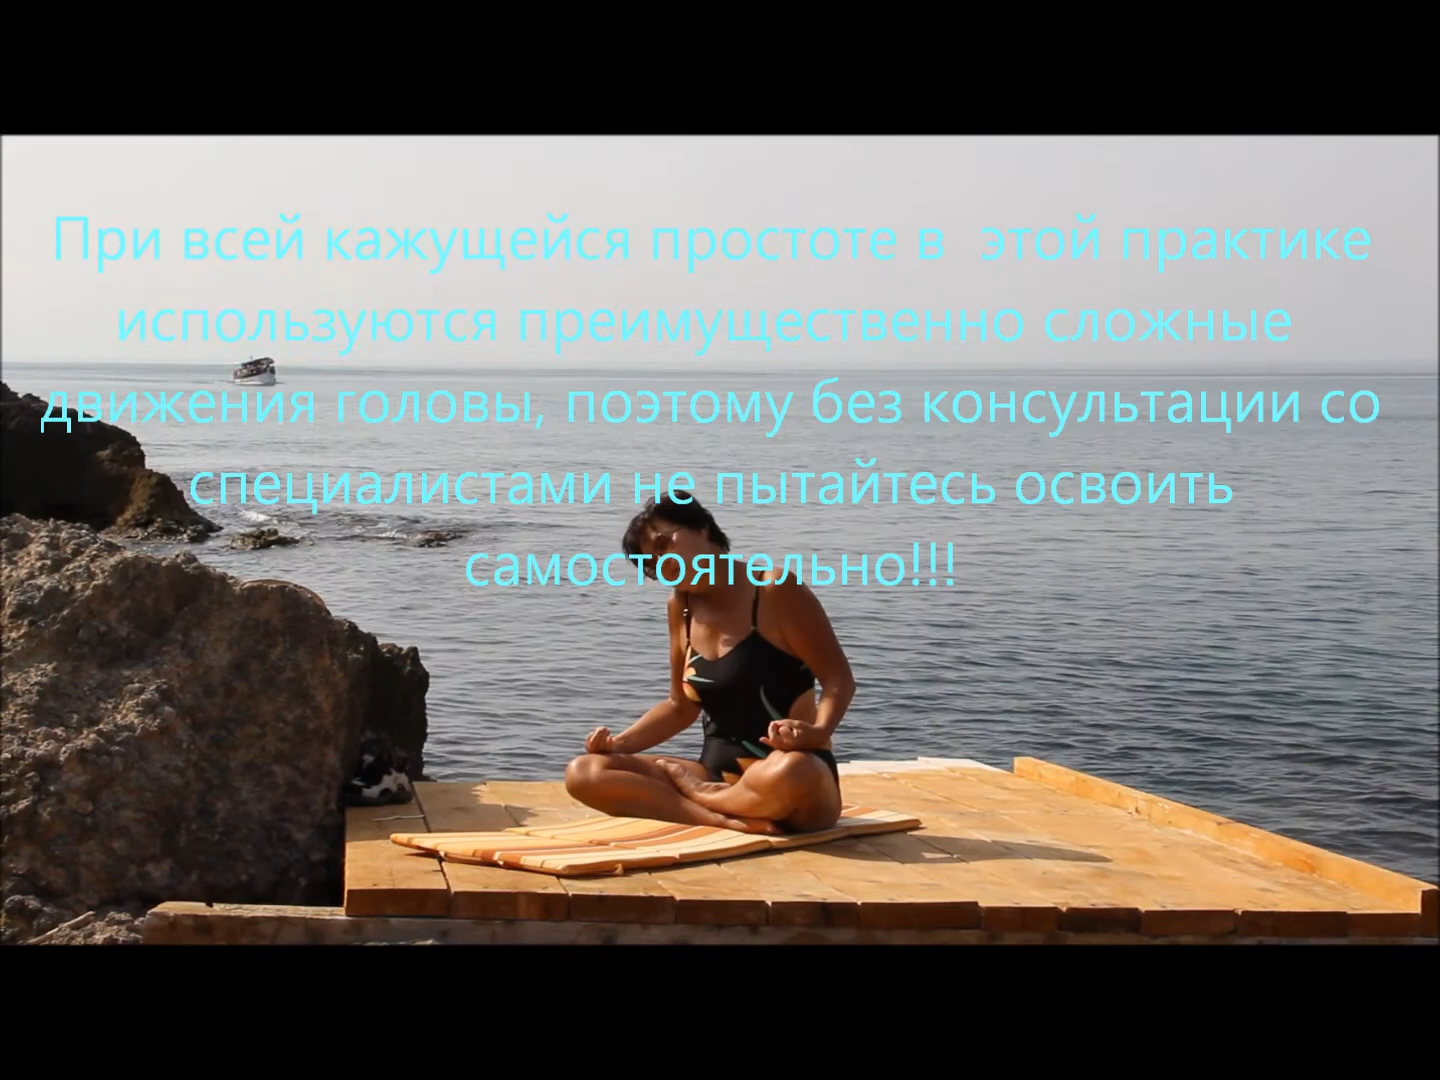 При всей кажущейся простоте в этой практике
используются преимущественно сложные
движения головы, поэтому без консультации со
специалистами не пытайтесь освоить
самостоятельно!!!